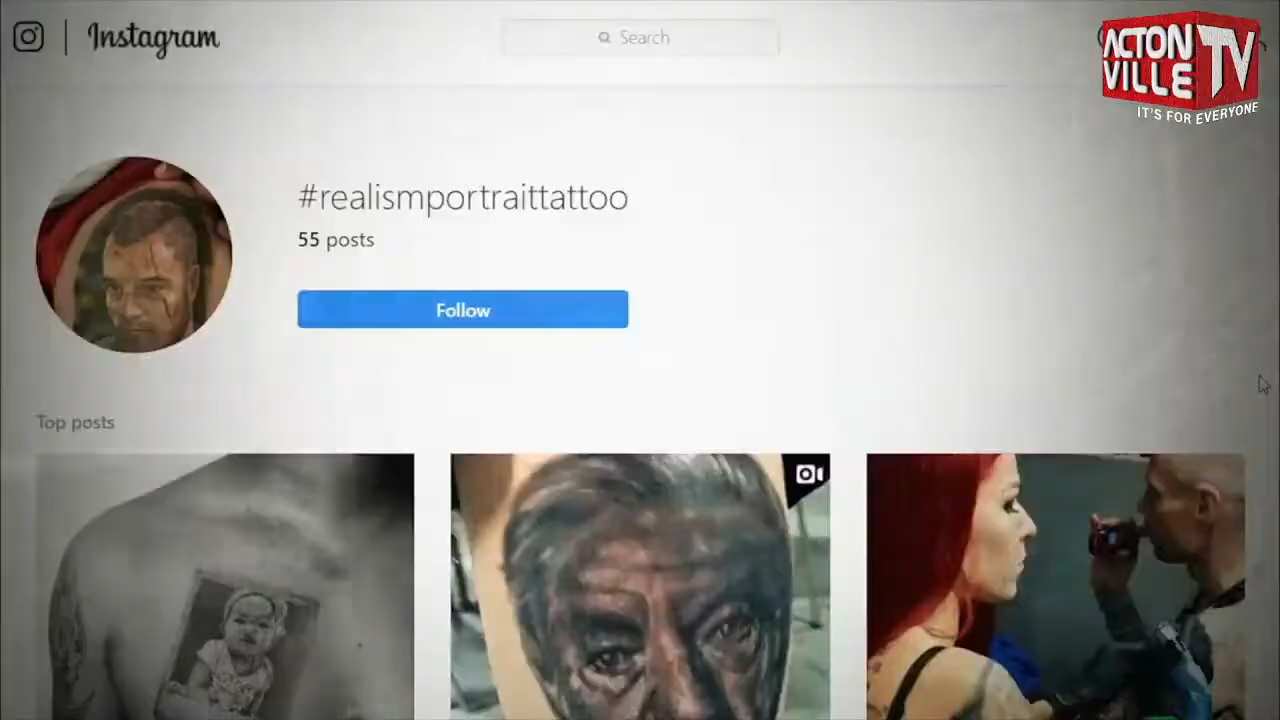 Instagram
Search
ACTON
VILLE TV
IT'S FOR EVERYONE
#realismportraittattoo
55 posts
Follow
Top posts